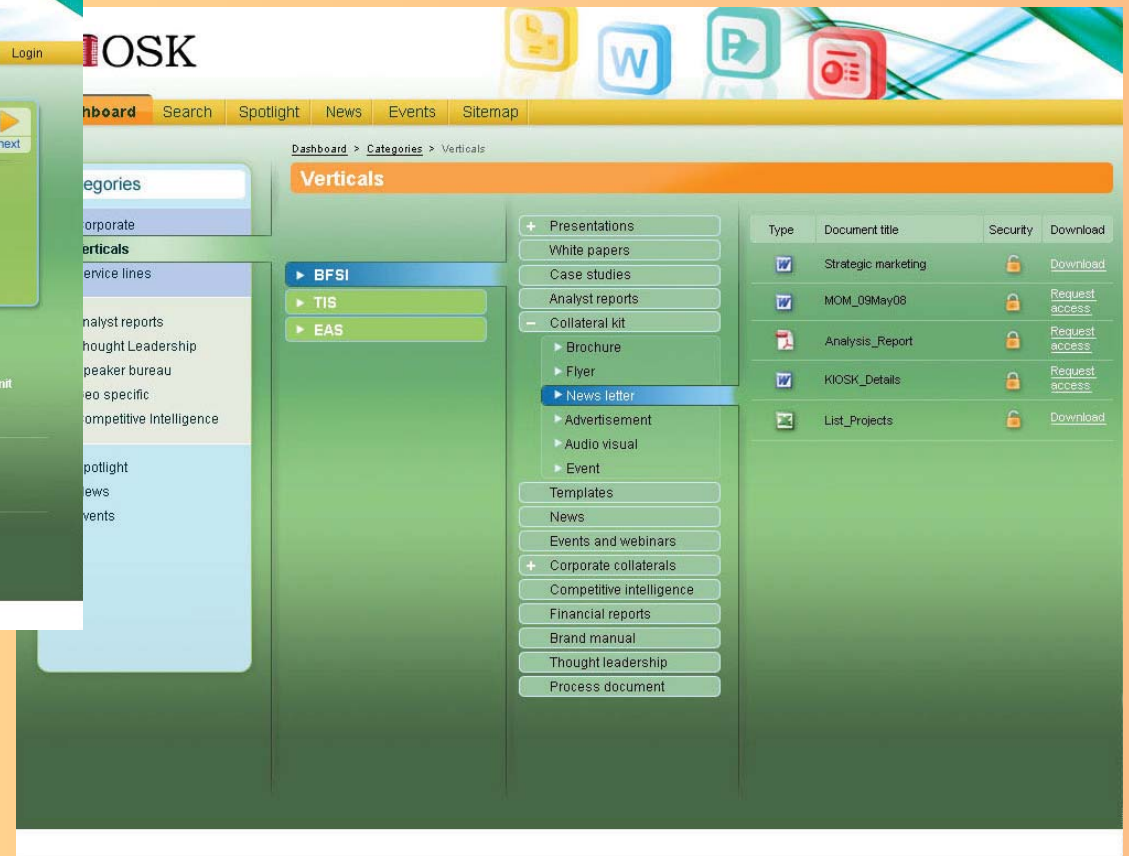 Login
next
nit
OSK
hboard Search Spotlight News Events Sitemap
Dashboard > Categories > Verticals
egories
orporate
erticals
ervice lines
nalyst reports
hought Leadership
peaker bureau
eo specific
ompetitive Intelligence
potlight
ews
vents
Verticals
BFSI
TIS
EAS
+ Presentations
White papers
Case studies
Analyst reports
− Collateral kit
Brochure
Flyer
News letter
Advertisement
Audio visual
Event
Templates
News
Events and webinars
+ Corporate collaterals
Competitive intelligence
Financial reports
Brand manual
Thought leadership
Process document
Type Document title Security Download
Strategic marketing Download
MOM_09May08 Request access
Analysis_Report Request access
KIOSK_Details Request access
List_Projects Download